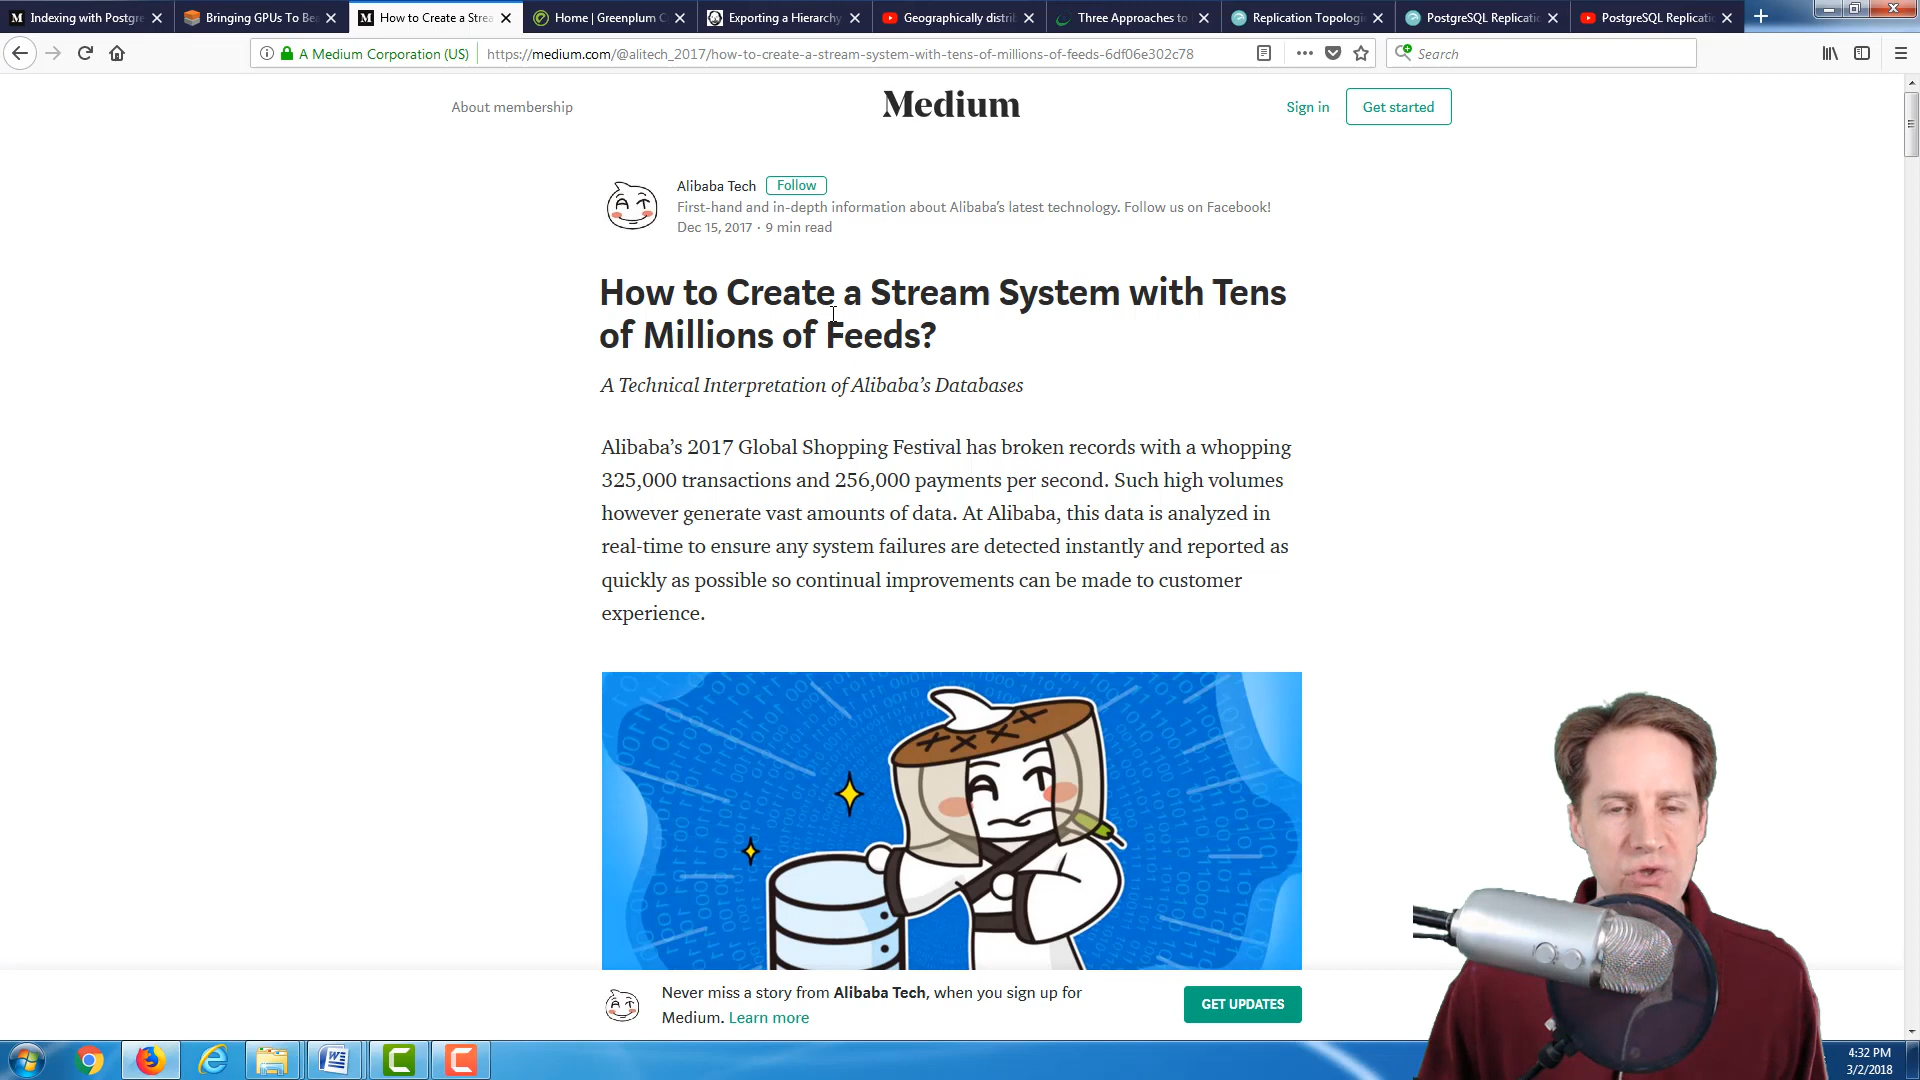 Indexing with Postgre
Bringing GPUs To Be
How to Create a Strea
Home | Greenplum
Exporting a Hierarchy
Geographically distri
Three Approaches to
Replication Topologi
PostgreSQL Replicati
PostgreSQL Replicati
A Medium Corporation (US)
https://medium.com/@alitech_2017/how-to-create-a-stream-system-with-tens-of-millions-of-feeds-6df06e302c78
Search
About membership
Medium
Sign in
Get started
Alibaba Tech
Follow
First-hand and in-depth information about Alibaba's latest technology. Follow us on Facebook!
Dec 15, 2017 · 9 min read
How to Create a Stream System with Tens
of Millions of Feeds?
A Technical Interpretation of Alibaba's Databases
Alibaba's 2017 Global Shopping Festival has broken records with a whopping
325,000 transactions and 256,000 payments per second. Such high volumes
however generate vast amounts of data. At Alibaba, this data is analyzed in
real-time to ensure any system failures are detected instantly and reported as
quickly as possible so continual improvements can be made to customer
experience.
Never miss a story from Alibaba Tech, when you sign up for
Medium. Learn more
GET UPDATES
4:32 PM
3/2/2018